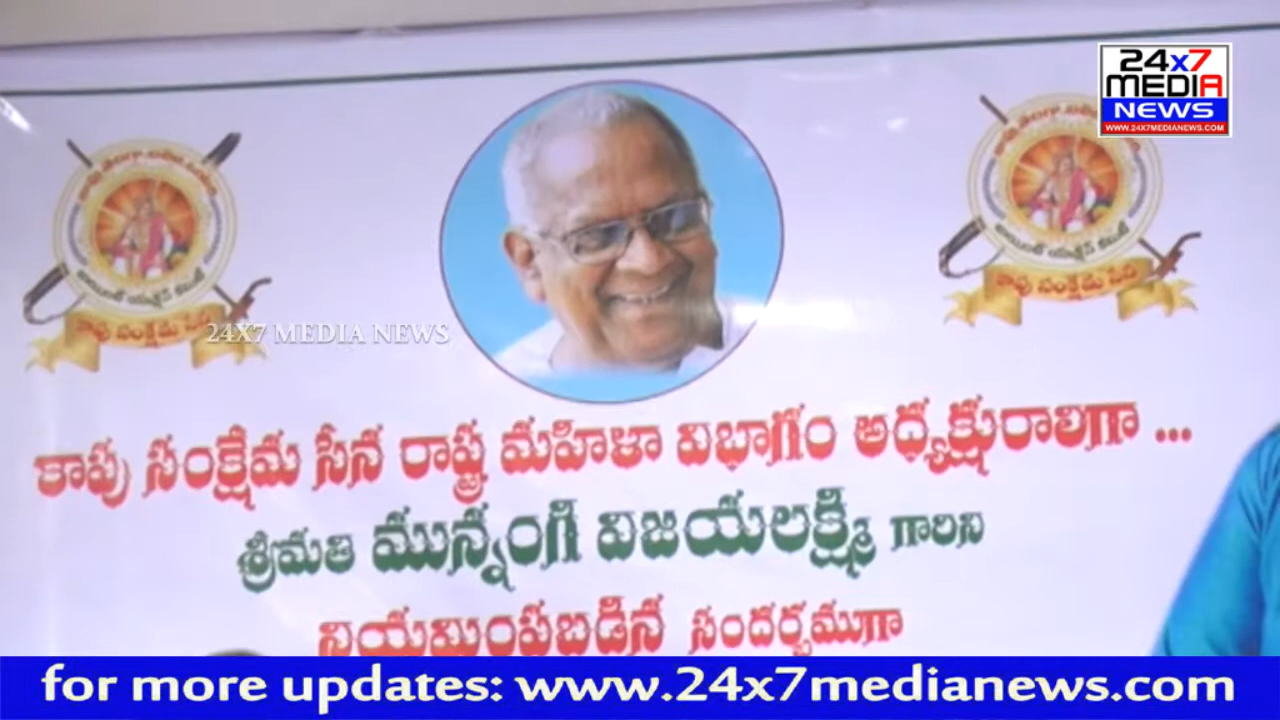 24x7
MEDIA
NEWS
WWW.24X7MEDIANEWS.COM
కాపు సంక్షేమ సేన
కాపు సంక్షేమ సేన
24X7 MEDIA NEWS
కాపు సంక్షేమ సేన రాష్ట్ర మహిళా విభాగం అధ్యక్షురాలిగా ...
శ్రీమతి మున్నంగి విజయలక్ష్మి గారిని
నియమింపబడిన సందర్భముగా
for more updates: www.24x7medianews.com